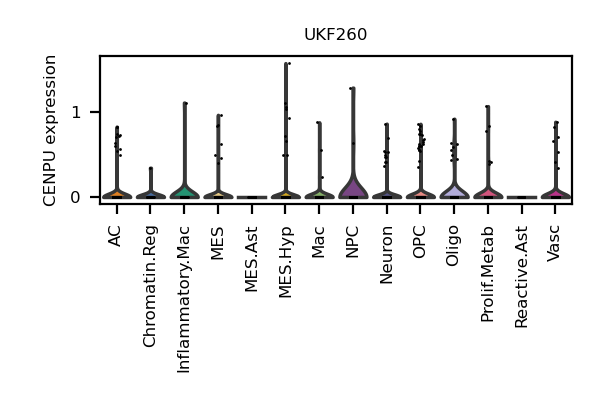 UKF260
CENPU expression
1
0
AC
Chromatin.Reg
Inflammatory.Mac
MES
MES.Ast
MES.Hyp
Mac
NPC
Neuron
OPC
Oligo
Prolif.Metab
Reactive.Ast
Vasc